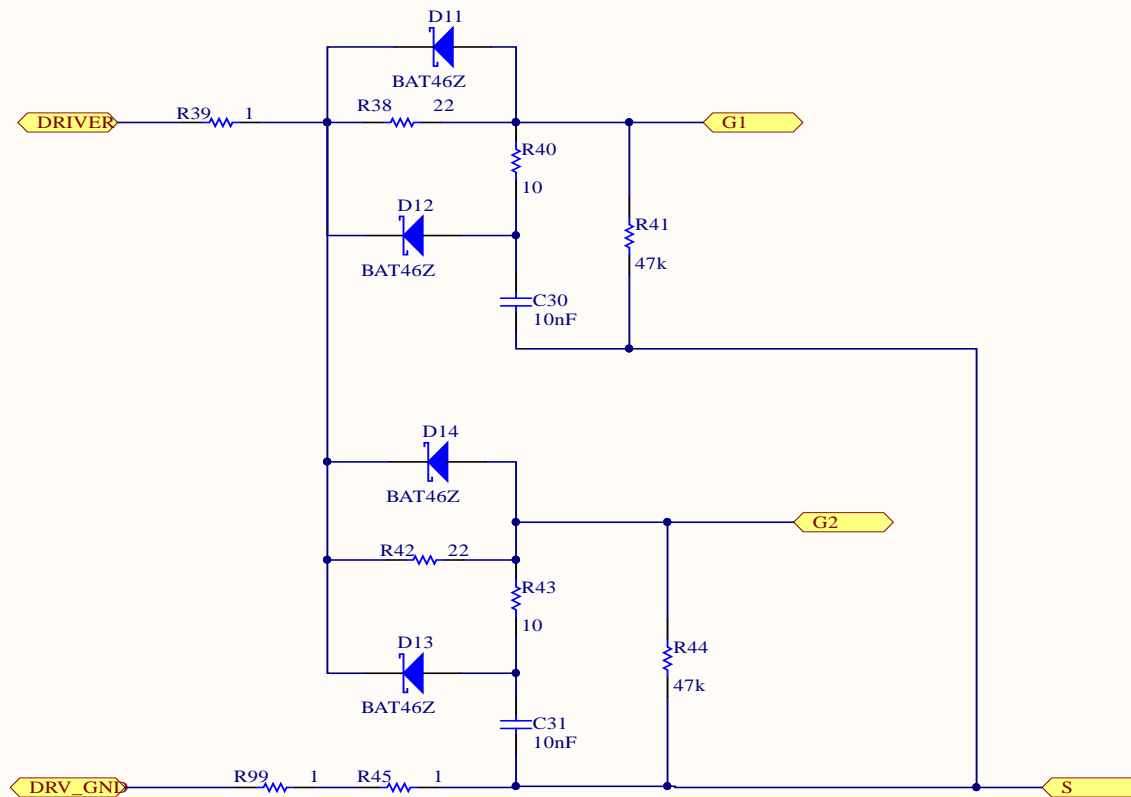 D11
BAT46Z
DRIVER
R39 1
R38 22
G1
R40
10
D12
BAT46Z
R41
47k
C30
10nF
D14
BAT46Z
G2
R42 22
R43
10
D13
BAT46Z
R44
47k
C31
10nF
DRV_GND
R99 1
R45 1
S